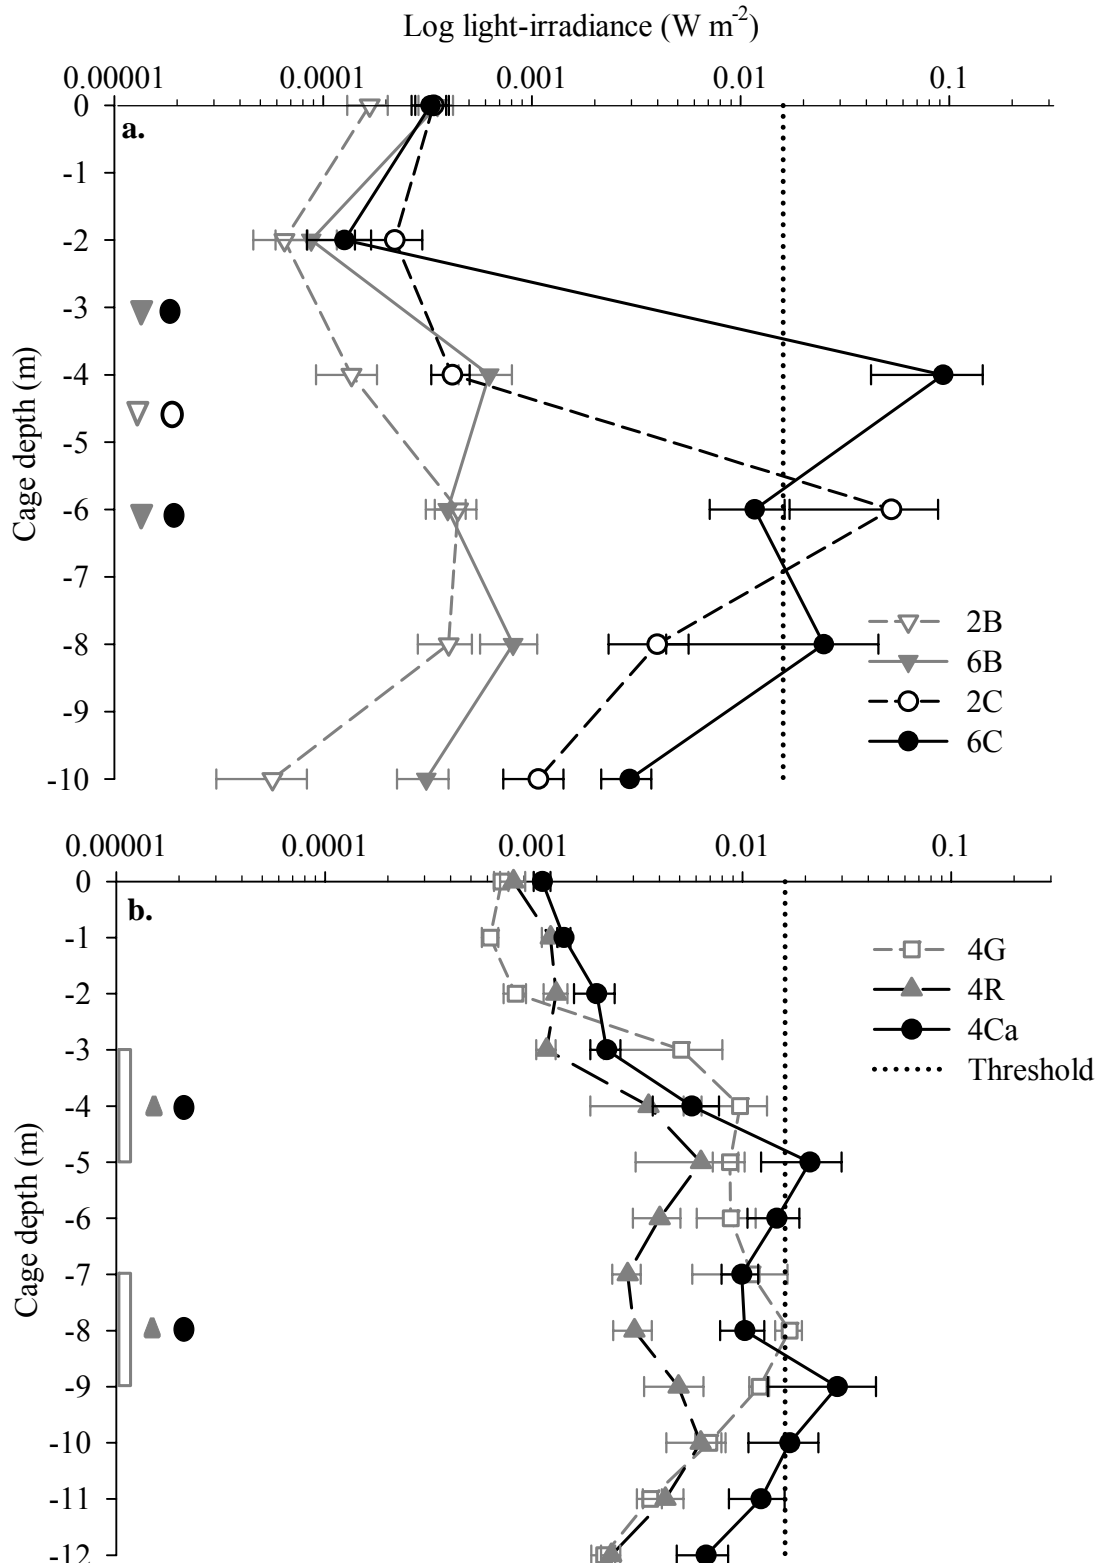 Log light-irradiance (W m-2)
0.00001 0.0001 0.001 0.01 0.1
a.
0
-1
-2
-3
-4
-5
-6
-7
-8
-9
-10
Cage depth (m)
2B
6B
2C
6C
0.00001 0.0001 0.001 0.01 0.1
b.
0
-1
-2
-3
-4
-5
-6
-7
-8
-9
-10
-11
-12
Cage depth (m)
4G
4R
4Ca
Threshold